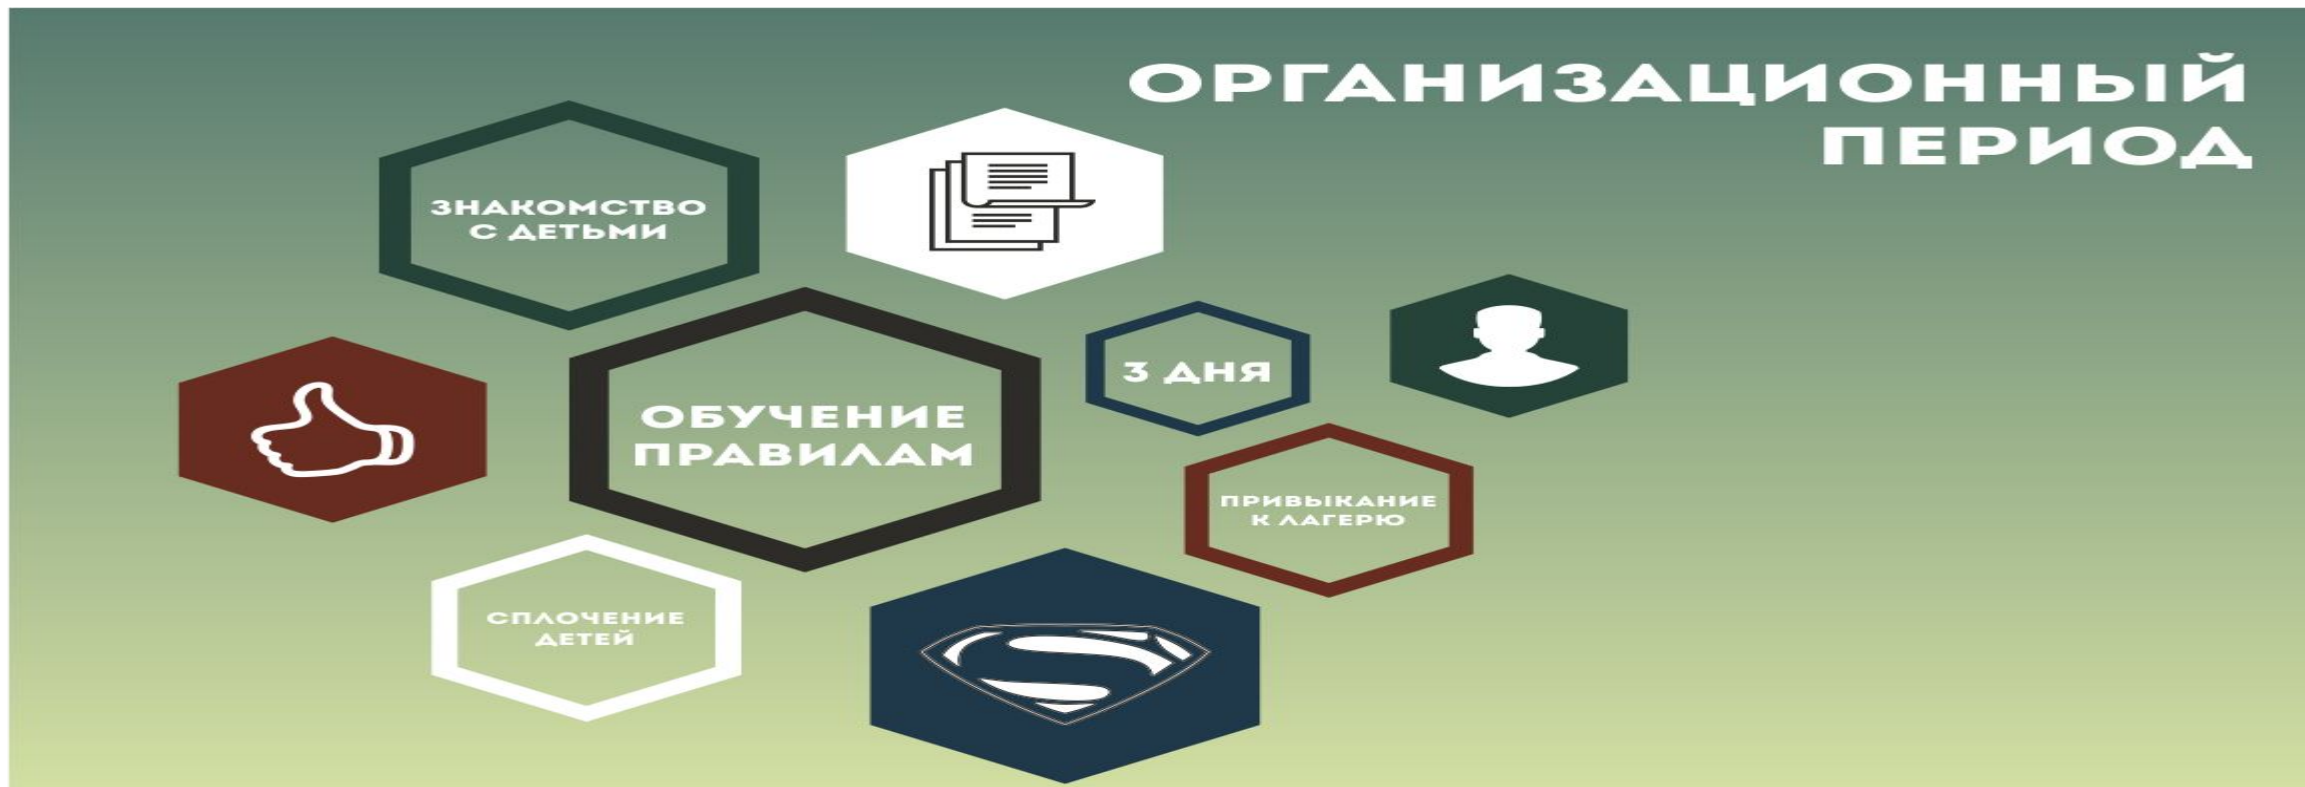 ОРГАНИЗАЦИОННЫЙ
ПЕРИОД
ЗНАКОМСТВО
С ДЕТЬМИ
3 ДНЯ
ОБУЧЕНИЕ
ПРАВИЛАМ
ПРИВЫКАНИЕ
К ЛАГЕРЮ
СПЛОЧЕНИЕ
ДЕТЕЙ